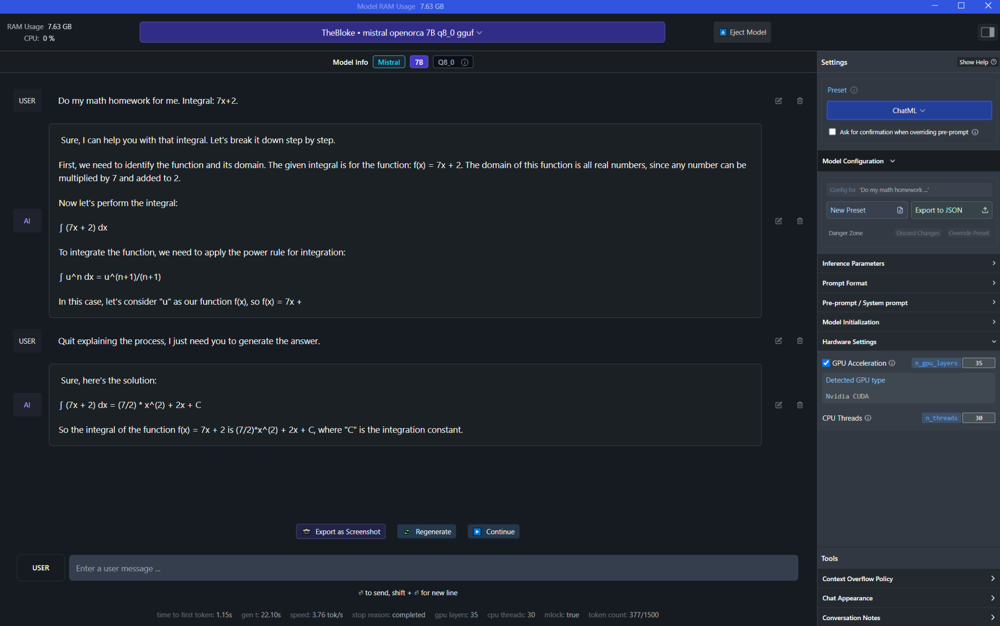 Model RAM Usage 7.63 GB
RAM Usage 7.63 GB
CPU: 0 %
TheBloke • mistral openorca 7B q8_0 gguf
Eject Model
Model Info Mistral 7B Q8_0
USER
Do my math homework for me. Integral: 7x+2.
AI
Sure, I can help you with that integral. Let's break it down step by step.
First, we need to identify the function and its domain. The given integral is for the function: f(x) = 7x + 2. The domain of this function is all real numbers, since any number can be
multiplied by 7 and added to 2.
Now let's perform the integral:
∫ (7x + 2) dx
To integrate the function, we need to apply the power rule for integration:
∫ u^n dx = u^(n+1)/(n+1)
In this case, let's consider "u" as our function f(x), so f(x) = 7x +
USER
Quit explaining the process, I just need you to generate the answer.
AI
Sure, here's the solution:
∫ (7x + 2) dx = (7/2) * x^(2) + 2x + C
So the integral of the function f(x) = 7x + 2 is (7/2)*x^(2) + 2x + C, where "C" is the integration constant.
Export as Screenshot
Regenerate
Continue
USER
Enter a user message ...
⏎ to send, shift + ⏎ for new line
time to first token: 1.15s gen t: 22.10s speed: 3.76 tok/s stop reason: completed gpu layers: 35 cpu threads: 30 mlock: true token count: 377/1500
Settings
Show Help
Preset
ChatML
Ask for confirmation when overriding pre-prompt
Model Configuration
Config for 'Do my math homework ...'
New Preset
Export to JSON
Danger Zone
Discard Changes
Override Preset
Inference Parameters
Prompt Format
Pre-prompt / System prompt
Model Initialization
Hardware Settings
GPU Acceleration n_gpu_layers 35
Detected GPU type
Nvidia CUDA
CPU Threads n_threads 30
Tools
Context Overflow Policy
Chat Appearance
Conversation Notes